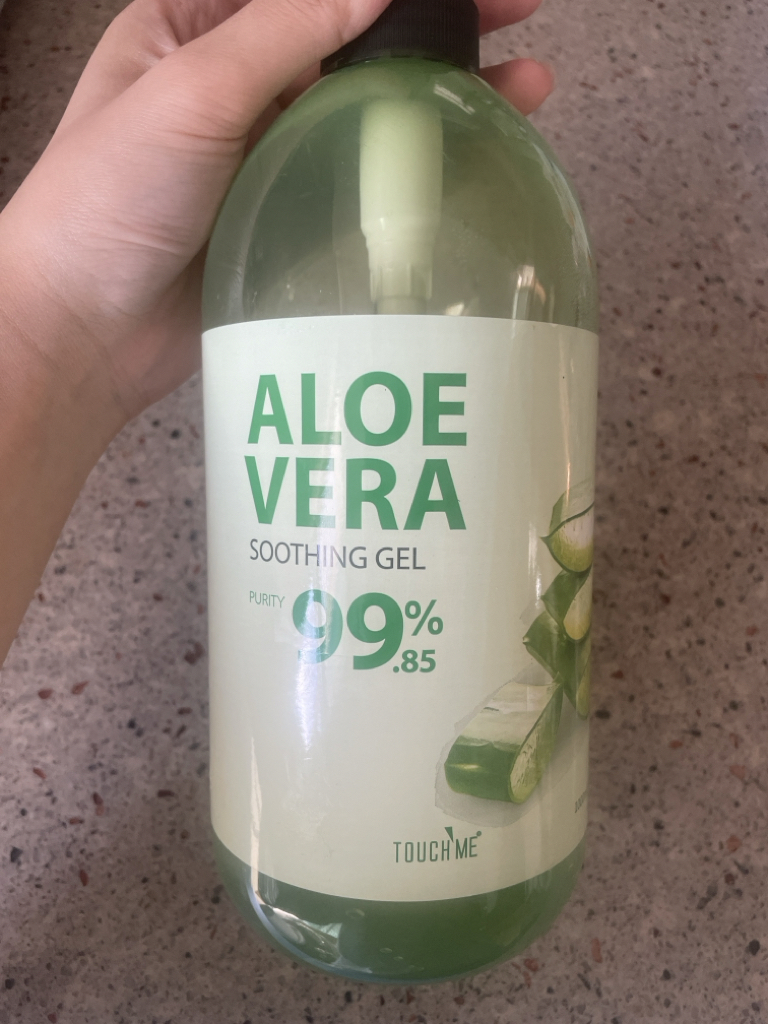 ALOE
VERA
SOOTHING GEL
PURITY 99.85%
TOUCH ME